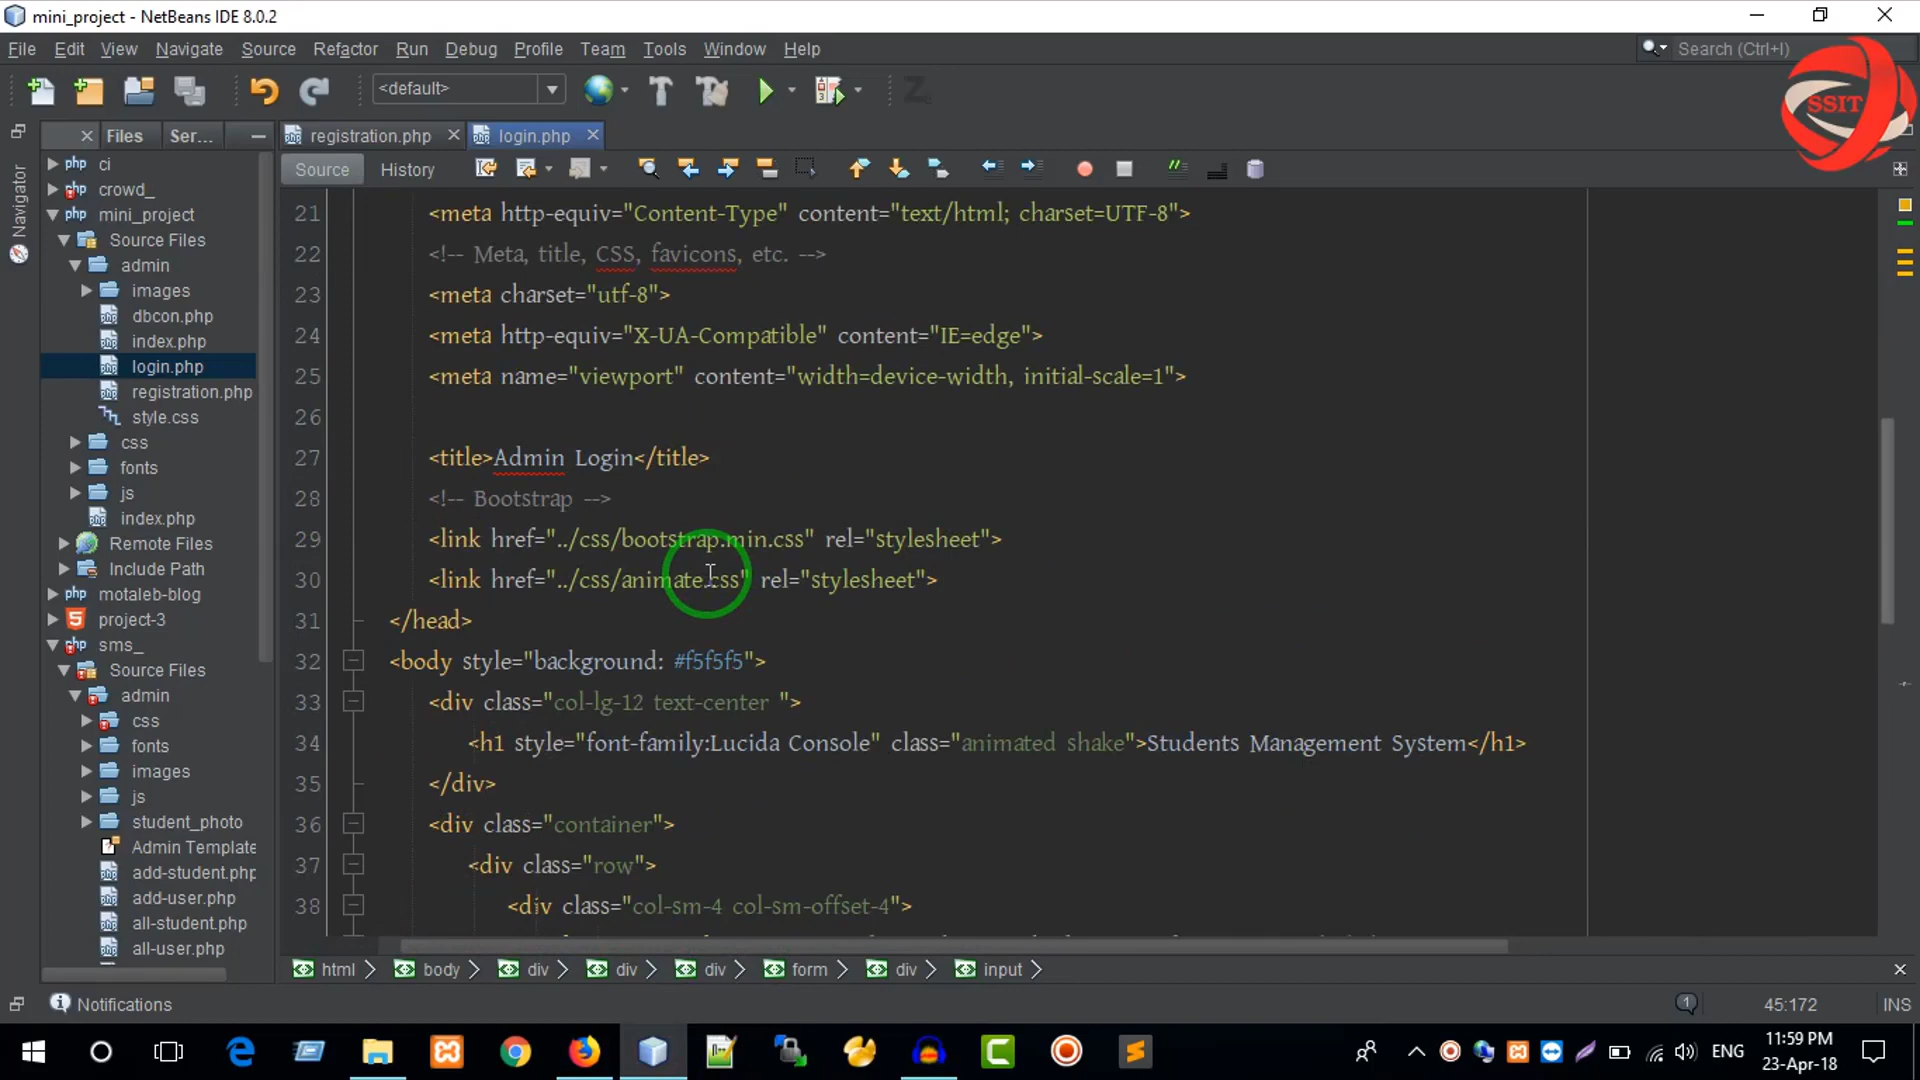 mini_project - NetBeans IDE 8.0.2
File Edit View Navigate Source Refactor Run Debug Profile Team Tools Window Help
Search (Ctrl+I)
<default>
SSIT
Files Ser...
registration.php login.php
Source History
Navigator
ci
crowd_
mini_project
Source Files
admin
images
dbcon.php
index.php
login.php
registration.php
style.css
css
fonts
js
index.php
Remote Files
Include Path
motaleb-blog
project-3
sms_
Source Files
admin
css
fonts
images
js
student_photo
Admin Template
add-student.php
add-user.php
all-student.php
all-user.php
21 <meta http-equiv="Content-Type" content="text/html; charset=UTF-8">
22 <!-- Meta, title, CSS, favicons, etc. -->
23 <meta charset="utf-8">
24 <meta http-equiv="X-UA-Compatible" content="IE=edge">
25 <meta name="viewport" content="width=device-width, initial-scale=1">
26
27 <title>Admin Login</title>
28 <!-- Bootstrap -->
29 <link href="../css/bootstrap.min.css" rel="stylesheet">
30 <link href="../css/animate.css" rel="stylesheet">
31 </head>
32 <body style="background: #f5f5f5">
33 <div class="col-lg-12 text-center ">
34 <h1 style="font-family:Lucida Console" class="animated shake">Students Management System</h1>
35 </div>
36 <div class="container">
37 <div class="row">
38 <div class="col-sm-4 col-sm-offset-4">
html body div div div form div input
Notifications
1 45:172 INS
ENG
11:59 PM
23-Apr-18